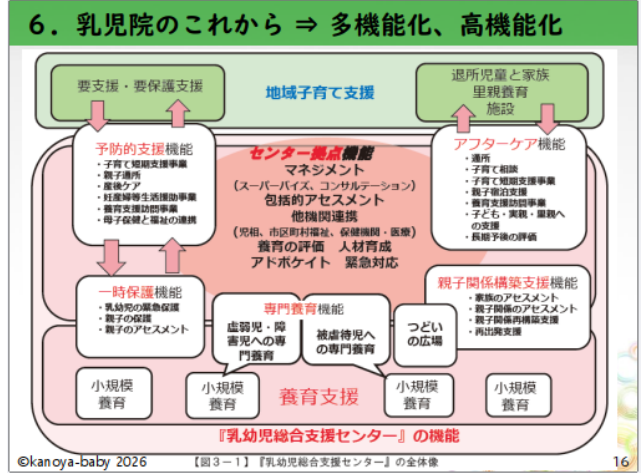 ６．乳児院のこれから ⇒ 多機能化、高機能化
要支援・要保護支援
地域子育て支援
退所児童と家族
里親養育
施設
予防的支援機能
・子育て短期支援事業
・親子通所
・産後ケア
・妊産婦等生活援助事業
・養育支援訪問事業
・母子保健と福祉の連携
センター拠点機能
マネジメント
（スーパーバイズ、コンサルテーション）
包括的アセスメント
他機関連携
（児相、市区町村福祉、保健機関・医療）
養育の評価　人材育成
アドボケイト　緊急対応
アフターケア機能
・通所
・子育て相談
・子育て短期支援事業
・親子宿泊支援
・養育支援訪問事業
・子ども・実親・里親へ
の支援
・長期予後の評価
一時保護機能
・乳幼児の緊急保護
・親子の保護
・親子のアセスメント
専門養育機能
虚弱児・障
害児への専
門養育
被虐待児へ
の専門養育
つどい
の広場
親子関係構築支援機能
・家族のアセスメント
・親子関係のアセスメント
・親子関係再構築支援
・再出発支援
小規模
養育
小規模
養育
養育支援
小規模
養育
小規模
養育
『乳幼児総合支援センター』の機能
©kanoya-baby 2026
【図３－１】『乳幼児総合支援センター』の全体像
16